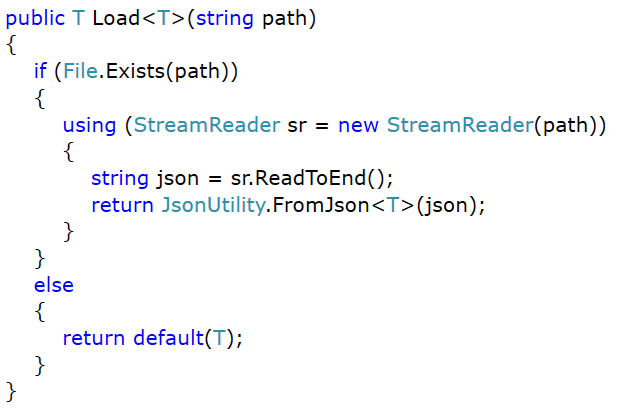 public T Load<T>(string path)
{
if (File.Exists(path))
{
using (StreamReader sr = new StreamReader(path))
{
string json = sr.ReadToEnd();
return JsonUtility.FromJson<T>(json);
}
}
else
{
return default(T);
}
}